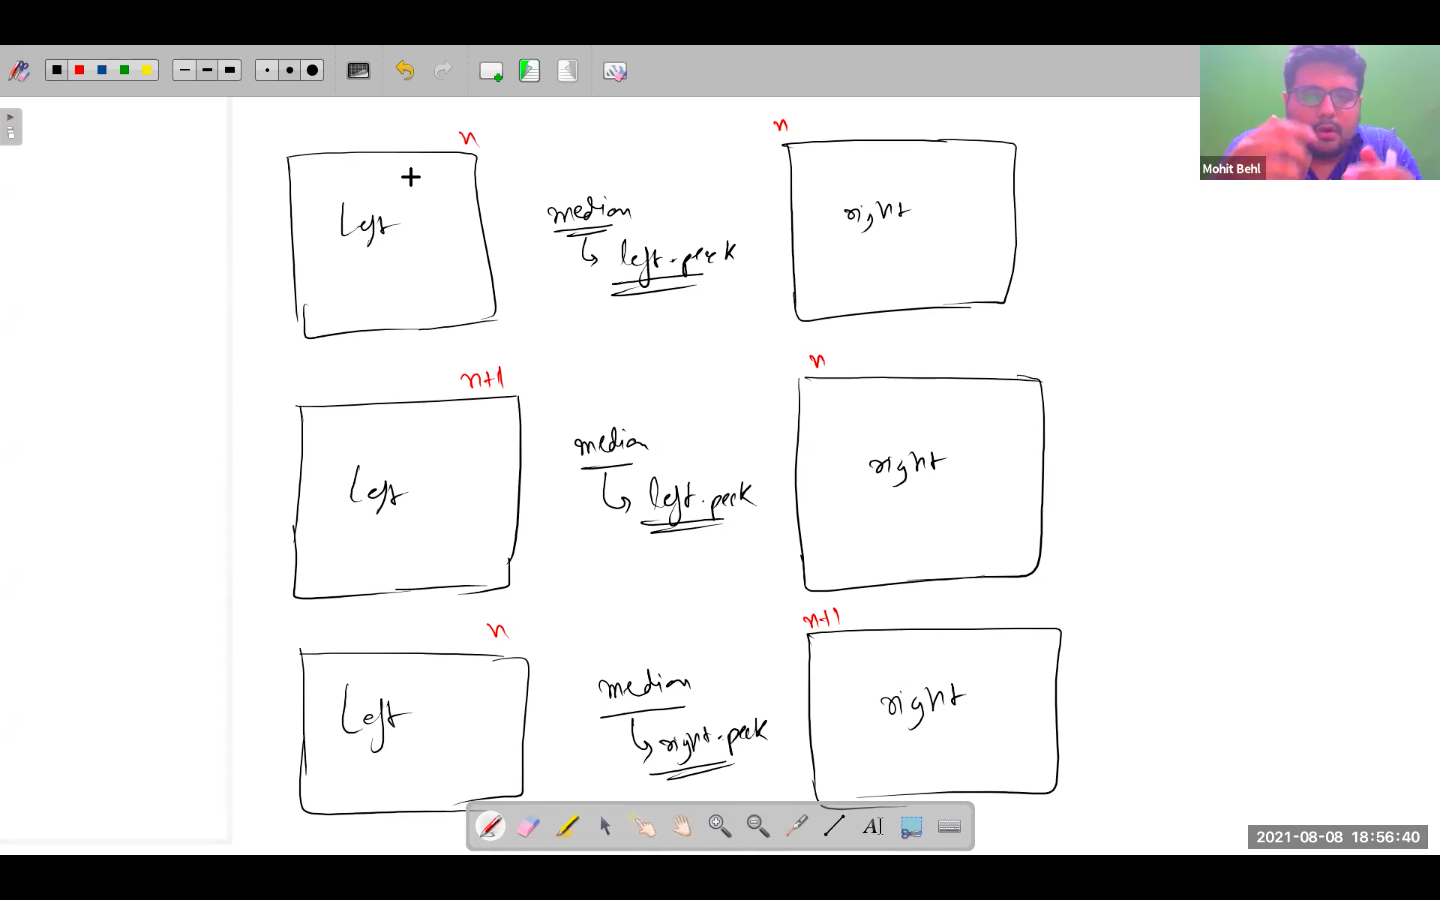 n
n
Left
median
right
left.peek
n+1
n
Left
median
right
left.peek
n
n+1
Left
median
right
right.peek
Mohit Behl
AI
2021-08-08 18:56:40